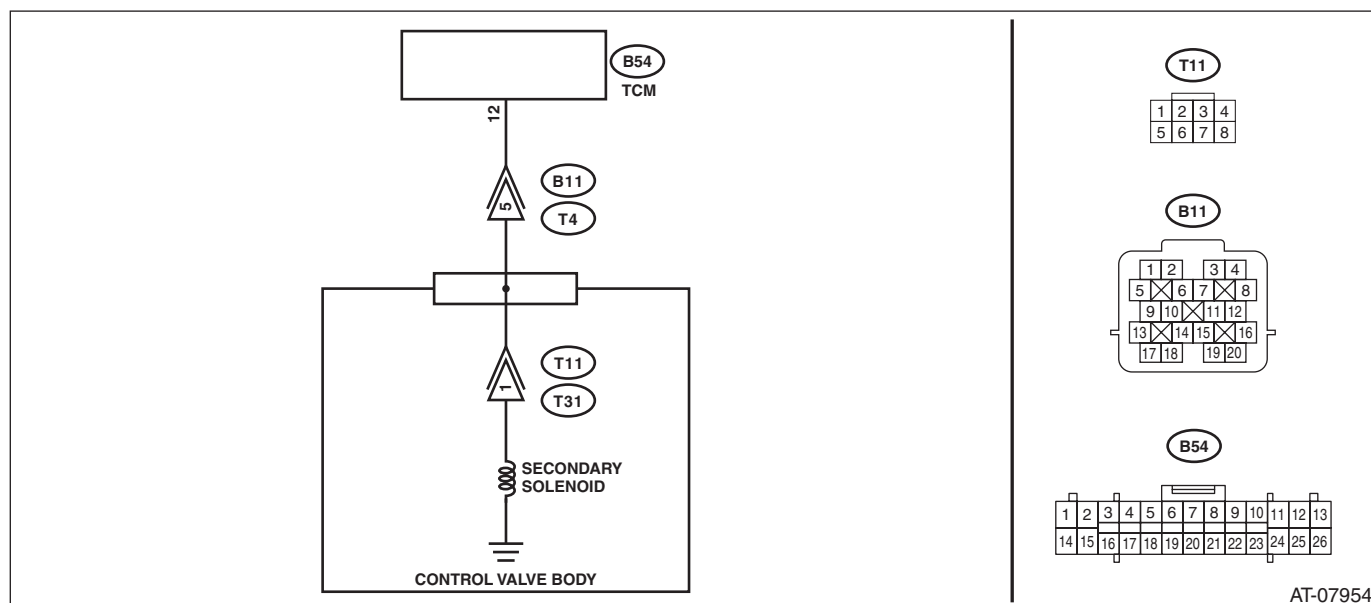 B54
TCM
12
B11
5
T4
T11
1
T31
SECONDARY
SOLENOID
CONTROL VALVE BODY
T11
1 2 3 4
5 6 7 8
B11
1 2 3 4
5 6 7 8
9 10 11 12
13 14 15 16
17 18 19 20
B54
1 2 3 4 5 6 7 8 9 10 11 12 13
14 15 16 17 18 19 20 21 22 23 24 25 26
AT-07954